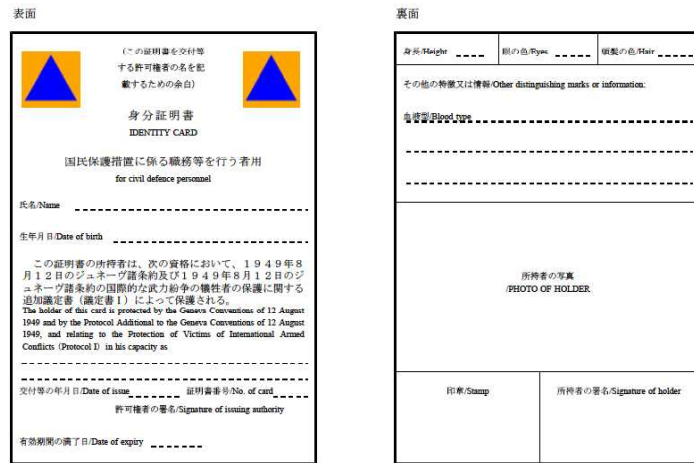 表面
(この証明書を交付等
する許可権者の名を記
載するための余白)
身分証明書
IDENTITY CARD
国民保護措置に係る職務等を行う者用
for civil defence personnel
氏名/Name
生年月日/Date of birth
この証明書の所持者は、次の資格において、1949年8
月12日のジュネーヴ諸条約及び1949年8月12日のジ
ュネーヴ諸条約の国際的な武力紛争の犠牲者の保護に関する
追加議定書(議定書Ⅰ)によって保護される。
The holder of this card is protected by the Geneva Conventions of 12 August
1949 and by the Protocol Additional to the Geneva Conventions of 12 August
1949, and relating to the Protection of Victims of International Armed
Conflicts (Protocol I) in his capacity as
交付等の年月日/Date of issue 証明書番号/No. of card
許可権者の署名/Signature of issuing authority
有効期間の満了日/Date of expiry
裏面
身長/Height 眼の色/Eyes 頭髪の色/Hair
その他の特徴又は情報/Other distinguishing marks or information:
血液型/Blood type
所持者の写真
/PHOTO OF HOLDER
印章/Stamp 所持者の署名/Signature of holder